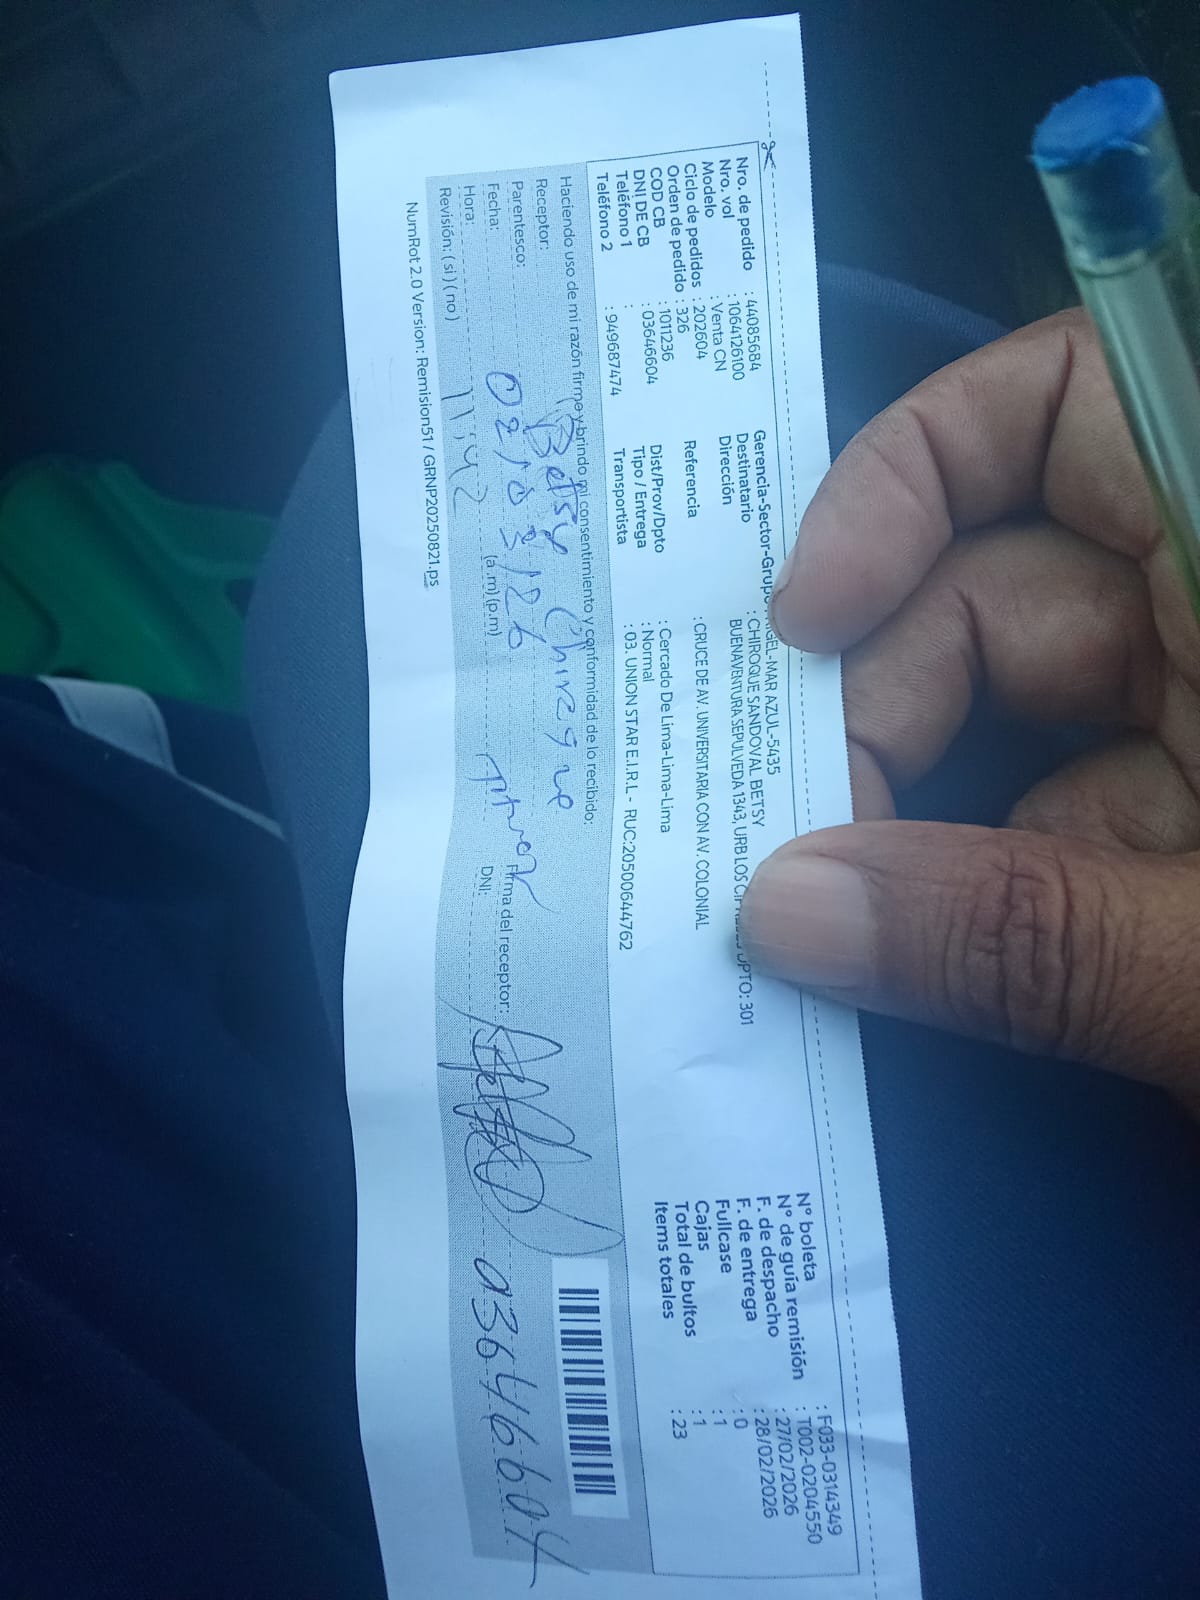 Nro. de pedido : 44085684
Nro. vol : 1064126100
Modelo : Venta CN
Ciclo de pedidos : 202604
Orden de pedido : 326
COD CB : 1011236
DNI DE CB : 03646604
Teléfono 1 :
Teléfono 2 : 949687474
Gerencia-Sector-Grupo GEL-MAR AZUL-5435
Destinatario : CHIROQUE SANDOVAL BETSY
Dirección BUENAVENTURA SEPULVEDA 1343, URB LOS DPTO: 301
Referencia : CRUCE DE AV. UNIVERSITARIA CON AV. COLONIAL
Dist/Prov/Dpto : Cercado De Lima-Lima-Lima
Tipo / Entrega : Normal
Transportista : 03. UNION STAR E.I.R.L - RUC:20500644762
N° boleta : F033-0314349
N° de guía remisión : T002-0204550
F. de despacho : 27/02/2026
F. de entrega : 28/02/2026
Fullcase : 0
Cajas : 1
Total de bultos : 1
Items totales : 23
Haciendo uso de mi razón firmo y brindo mi consentimiento y conformidad de lo recibido:
Receptor: Betsy Chiroque
Parentesco:
Fecha: 02/03/26
Hora: 11:42 (a.m) (p.m)
Firma del receptor:
DNI: 03646604
Revisión: (si) (no)
NumRot 2.0 Version: Remision51 / GRNP20250821.ps